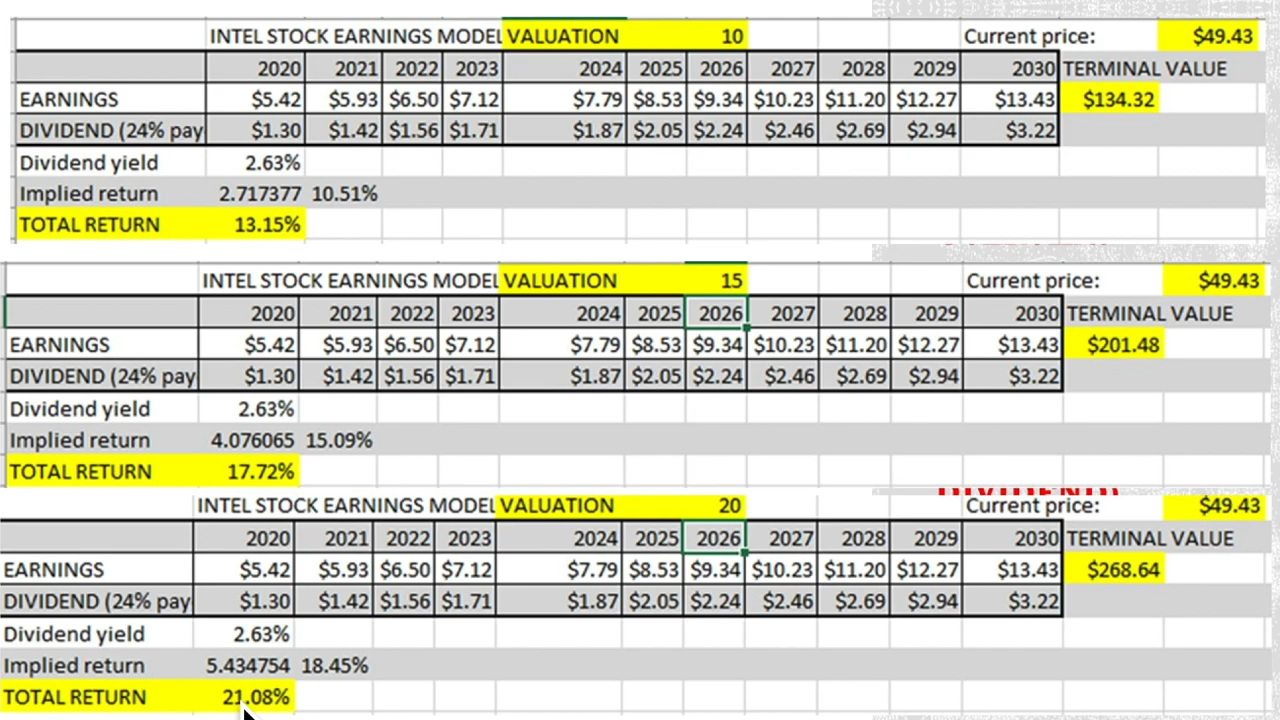 INTEL STOCK EARNINGS MODEL VALUATION 10 Current price: $49.43
2020 2021 2022 2023 2024 2025 2026 2027 2028 2029 2030 TERMINAL VALUE
EARNINGS $5.42 $5.93 $6.50 $7.12 $7.79 $8.53 $9.34 $10.23 $11.20 $12.27 $13.43 $134.32
DIVIDEND (24% pay $1.30 $1.42 $1.56 $1.71 $1.87 $2.05 $2.24 $2.46 $2.69 $2.94 $3.22
Dividend yield 2.63%
Implied return 2.717377 10.51%
TOTAL RETURN 13.15%
INTEL STOCK EARNINGS MODEL VALUATION 15 Current price: $49.43
2020 2021 2022 2023 2024 2025 2026 2027 2028 2029 2030 TERMINAL VALUE
EARNINGS $5.42 $5.93 $6.50 $7.12 $7.79 $8.53 $9.34 $10.23 $11.20 $12.27 $13.43 $201.48
DIVIDEND (24% pay $1.30 $1.42 $1.56 $1.71 $1.87 $2.05 $2.24 $2.46 $2.69 $2.94 $3.22
Dividend yield 2.63%
Implied return 4.076065 15.09%
TOTAL RETURN 17.72%
INTEL STOCK EARNINGS MODEL VALUATION 20 Current price: $49.43
2020 2021 2022 2023 2024 2025 2026 2027 2028 2029 2030 TERMINAL VALUE
EARNINGS $5.42 $5.93 $6.50 $7.12 $7.79 $8.53 $9.34 $10.23 $11.20 $12.27 $13.43 $268.64
DIVIDEND (24% pay $1.30 $1.42 $1.56 $1.71 $1.87 $2.05 $2.24 $2.46 $2.69 $2.94 $3.22
Dividend yield 2.63%
Implied return 5.434754 18.45%
TOTAL RETURN 21.08%